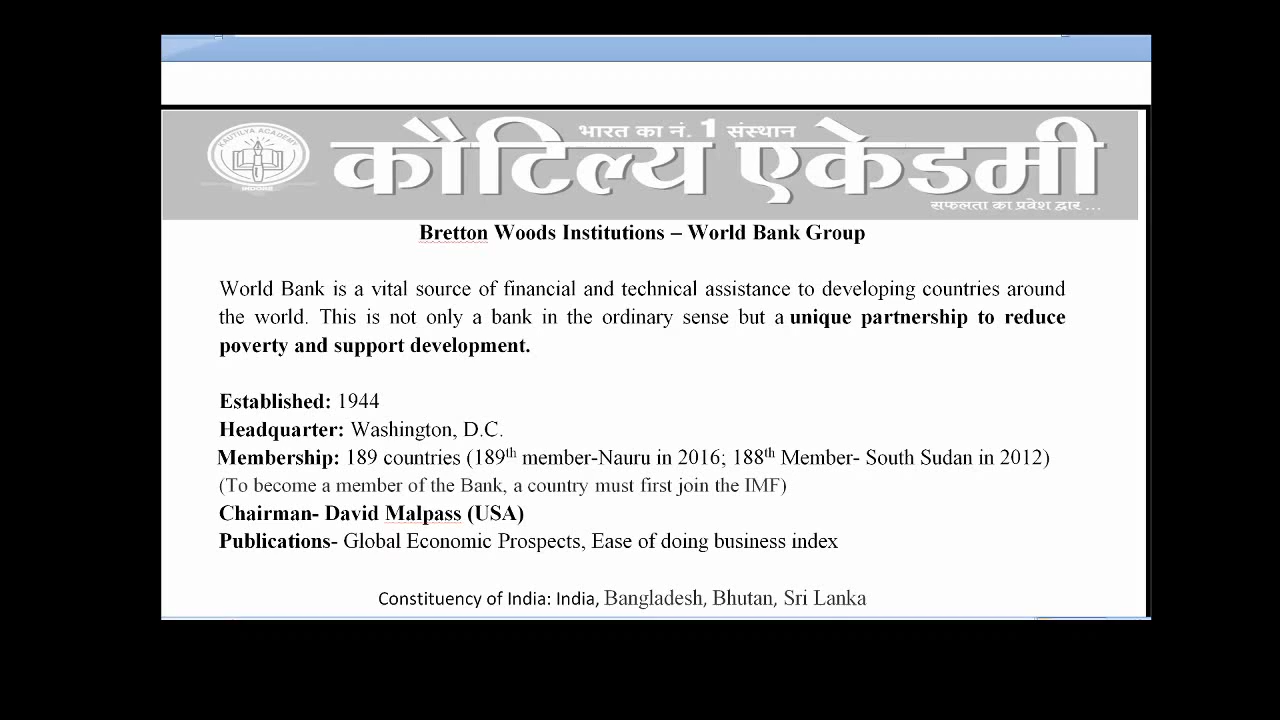 भारत का नं. 1 संस्थान
KAUTILYA ACADEMY
INDORE
कौटिल्य एकेडमी
सफलता का प्रवेश द्वार ...
Bretton Woods Institutions – World Bank Group
World Bank is a vital source of financial and technical assistance to developing countries around
the world. This is not only a bank in the ordinary sense but a unique partnership to reduce
poverty and support development.
Established: 1944
Headquarter: Washington, D.C.
Membership: 189 countries (189th member-Nauru in 2016; 188th Member- South Sudan in 2012)
(To become a member of the Bank, a country must first join the IMF)
Chairman- David Malpass (USA)
Publications- Global Economic Prospects, Ease of doing business index
Constituency of India: India, Bangladesh, Bhutan, Sri Lanka